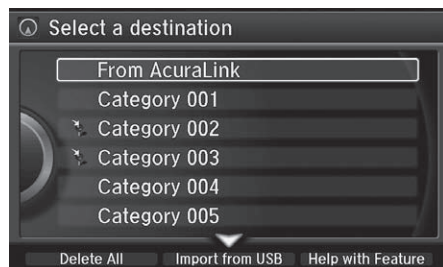 Select a destination
From AcuraLink
Category 001
Category 002
Category 003
Category 004
Category 005
Delete All Import from USB Help with Feature